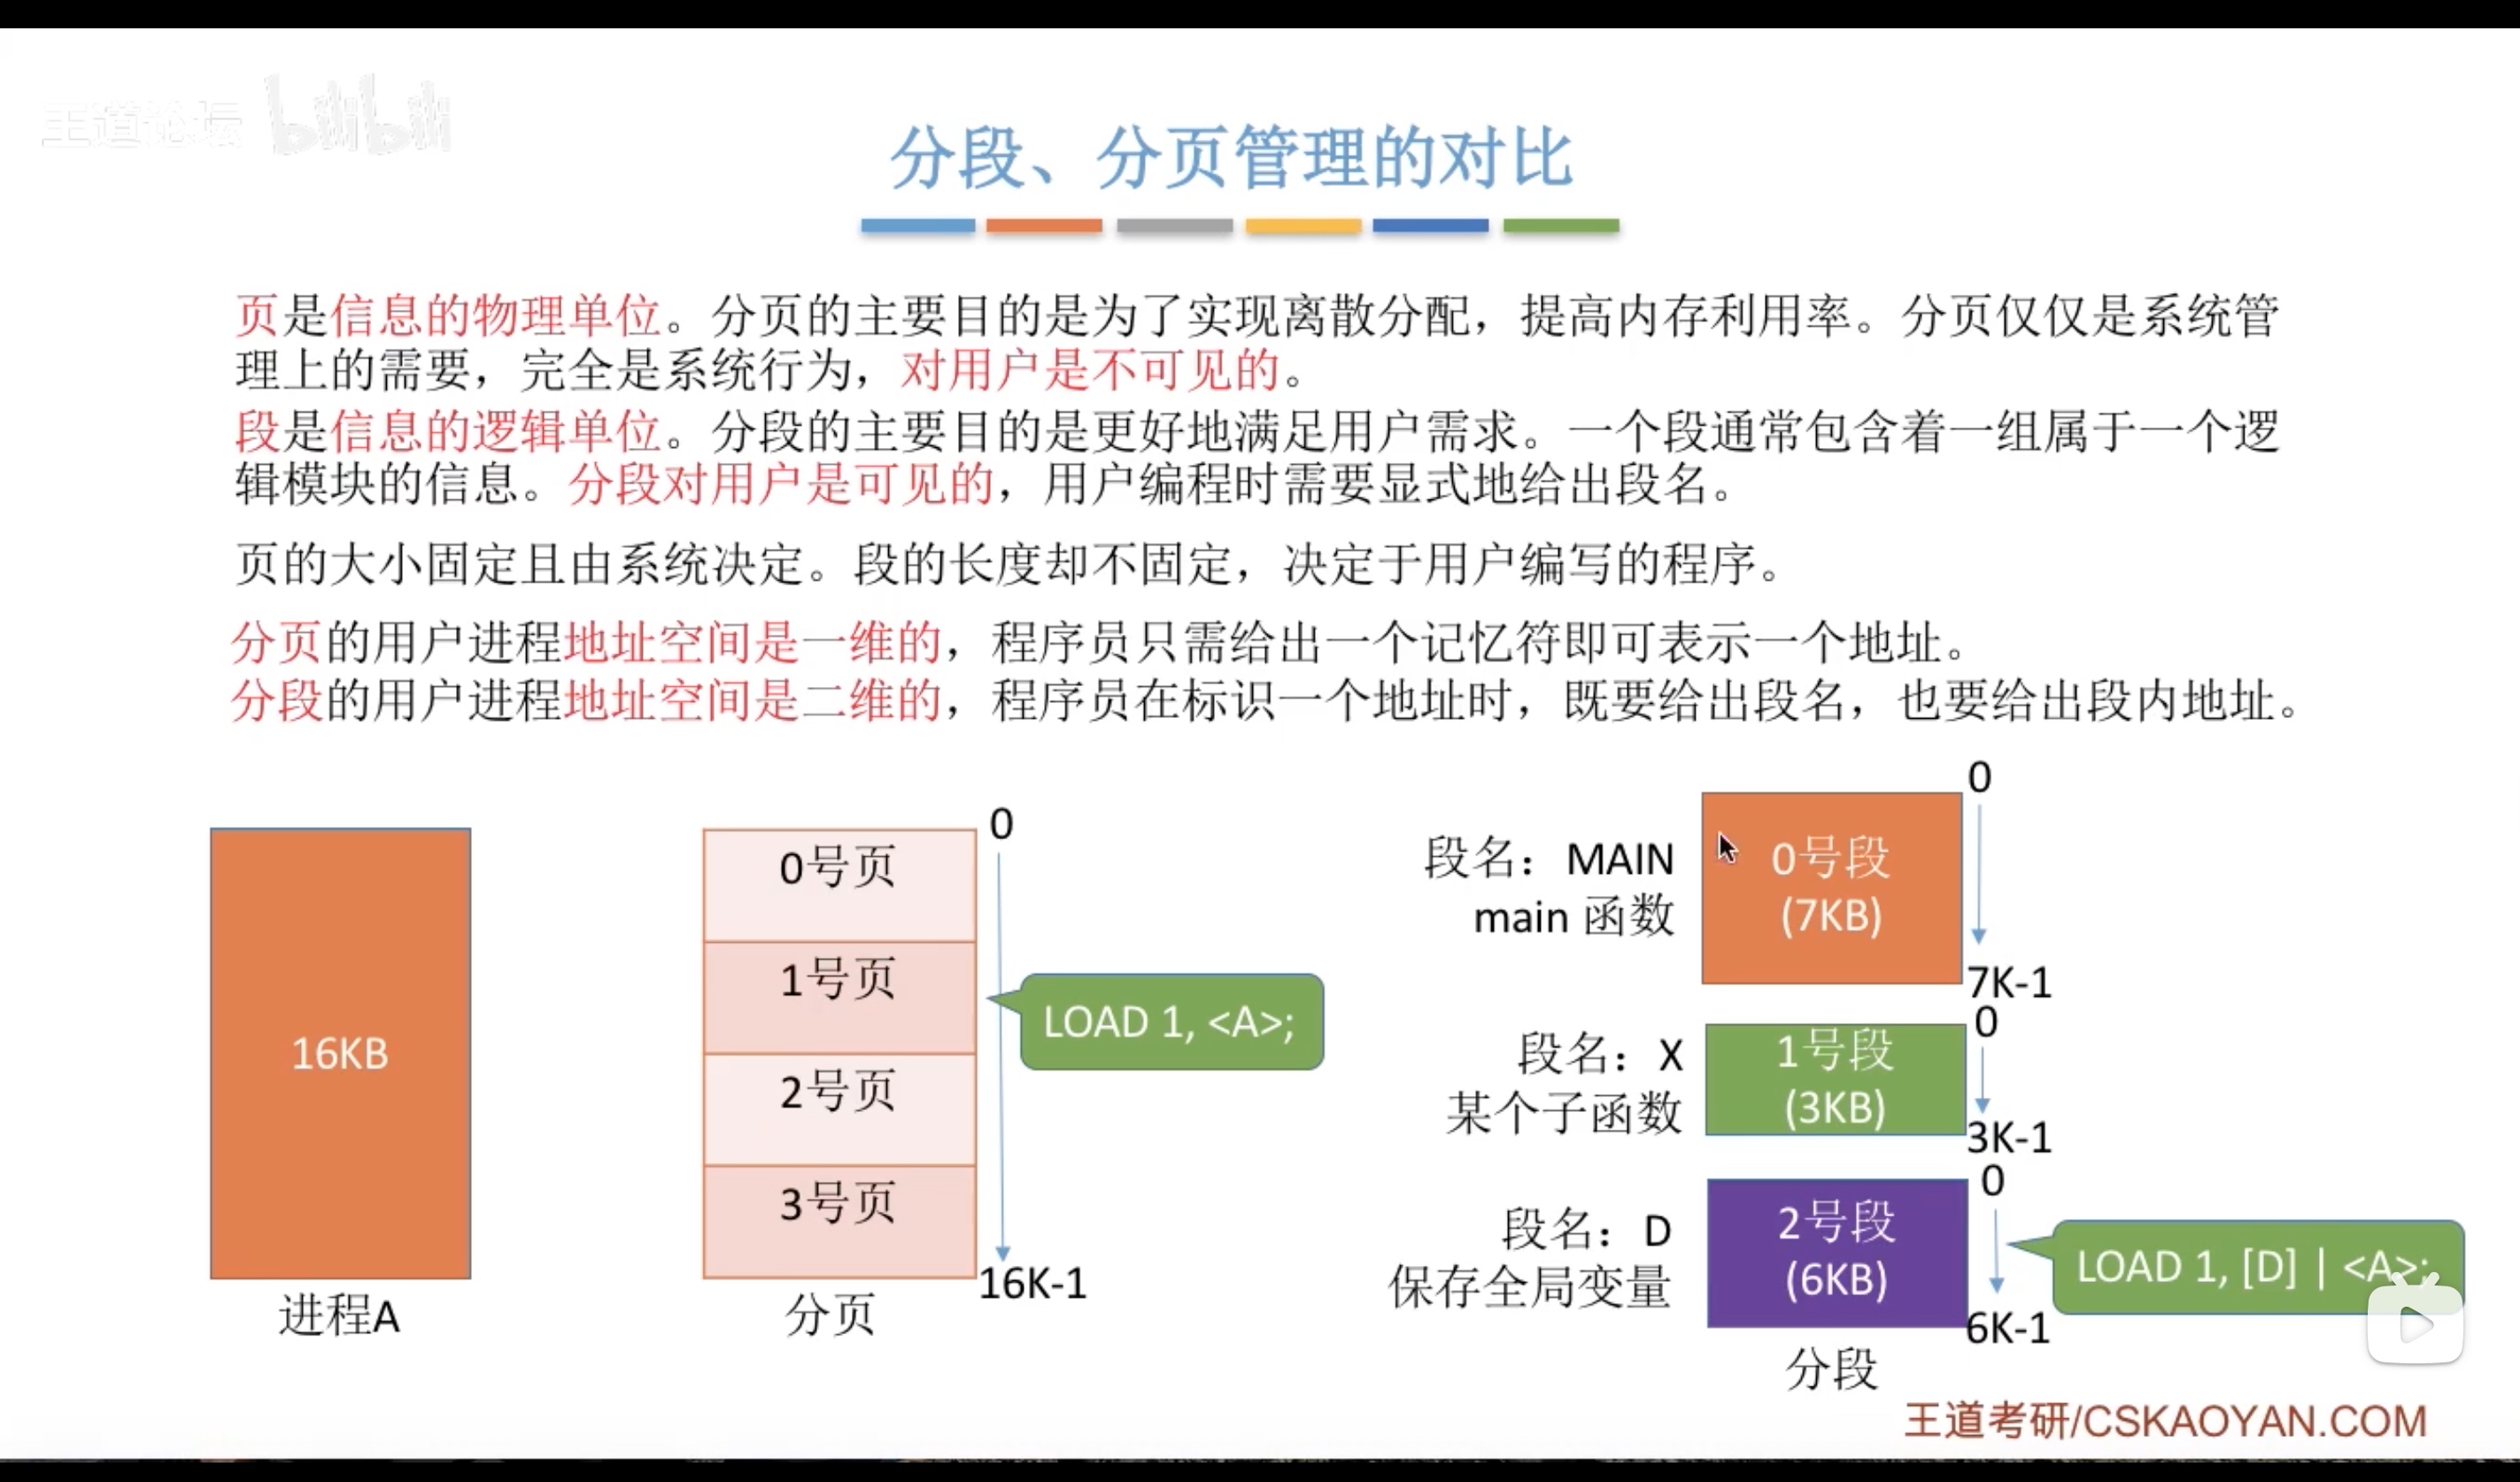 王道论坛 bilibili
分段、分页管理的对比
页是信息的物理单位。分页的主要目的是为了实现离散分配，提高内存利用率。分页仅仅是系统管
理上的需要，完全是系统行为，对用户是不可见的。
段是信息的逻辑单位。分段的主要目的是更好地满足用户需求。一个段通常包含着一组属于一个逻
辑模块的信息。分段对用户是可见的，用户编程时需要显式地给出段名。
页的大小固定且由系统决定。段的长度却不固定，决定于用户编写的程序。
分页的用户进程地址空间是一维的，程序员只需给出一个记忆符即可表示一个地址。
分段的用户进程地址空间是二维的，程序员在标识一个地址时，既要给出段名，也要给出段内地址。
16KB
进程A
0号页
1号页
2号页
3号页
分页
0
16K-1
LOAD 1, <A>;
段名：MAIN
main 函数
0号段
(7KB)
0
7K-1
段名：X
某个子函数
1号段
(3KB)
0
3K-1
段名：D
保存全局变量
2号段
(6KB)
0
6K-1
LOAD 1, [D] | <A>;
分段
王道考研/CSKAOYAN.COM